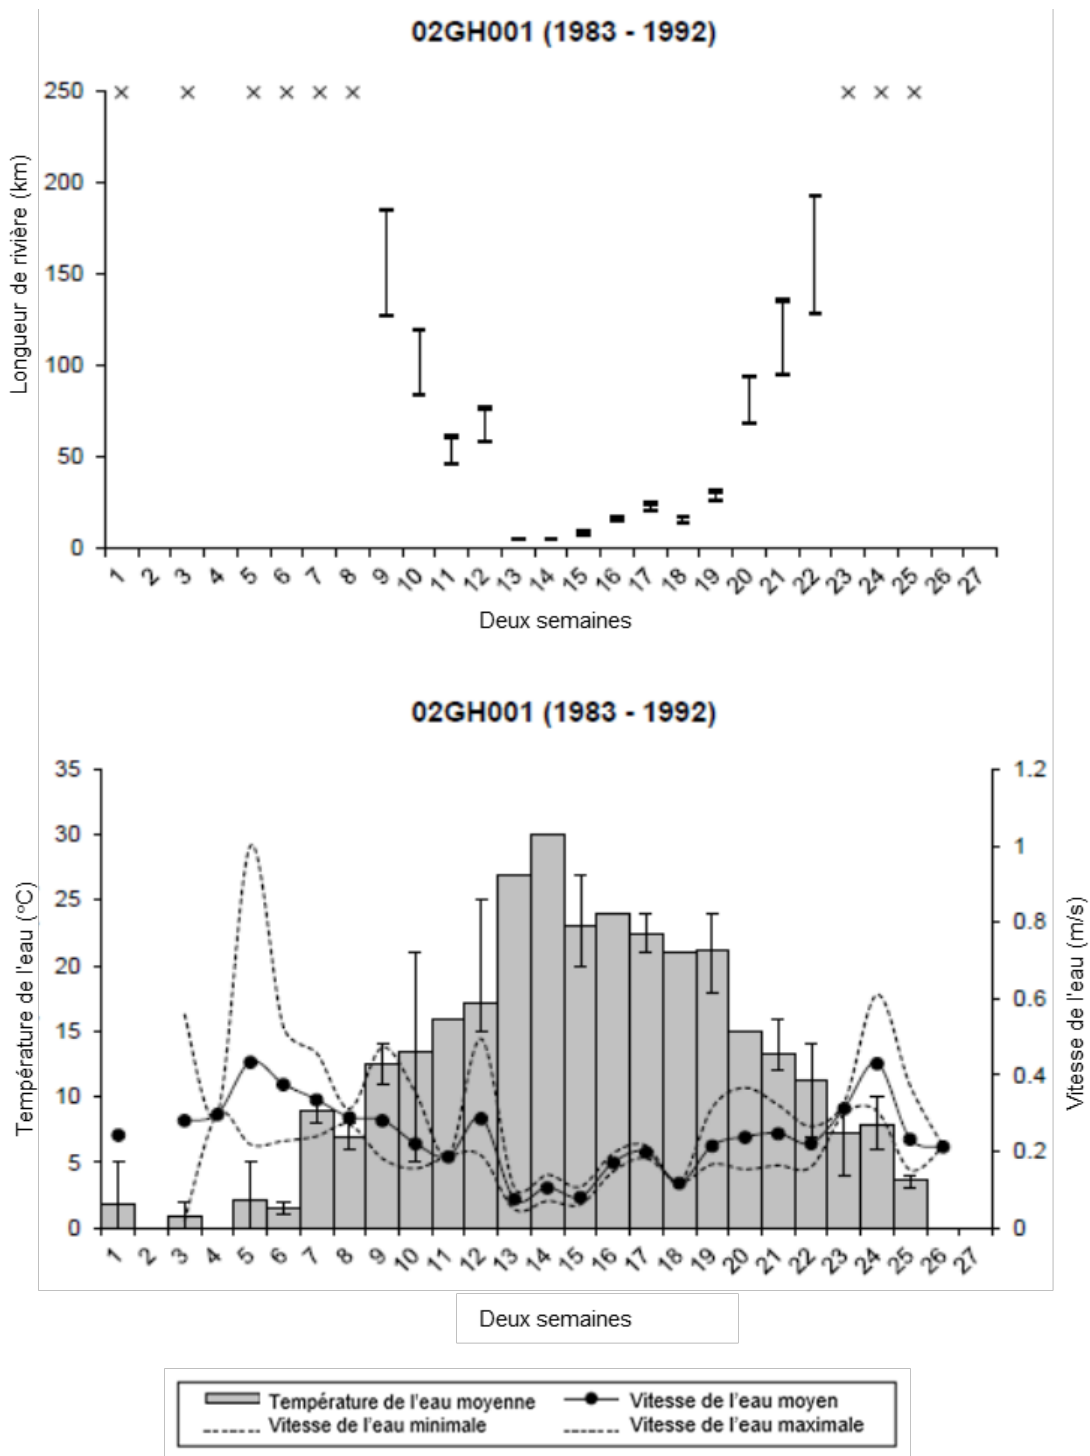 02GH001 (1983 - 1992)
250
200
150
100
50
0
Longueur de rivière (km)
1 2 3 4 5 6 7 8 9 10 11 12 13 14 15 16 17 18 19 20 21 22 23 24 25 26 27
Deux semaines
02GH001 (1983 - 1992)
35
30
25
20
15
10
5
0
Température de l'eau (°C)
1.2
1
0.8
0.6
0.4
0.2
0
Vitesse de l'eau (m/s)
1 2 3 4 5 6 7 8 9 10 11 12 13 14 15 16 17 18 19 20 21 22 23 24 25 26 27
Deux semaines
Température de l'eau moyenne Vitesse de l'eau moyen
Vitesse de l'eau minimale Vitesse de l'eau maximale